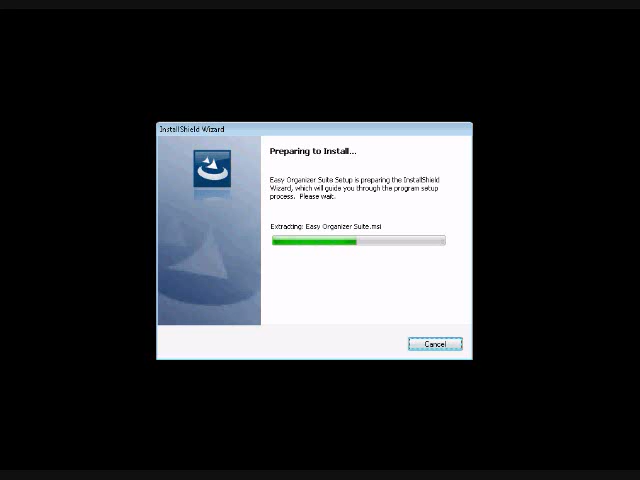 InstallShield Wizard
Preparing to Install...
Easy Organizer Suite Setup is preparing the InstallShield
Wizard, which will guide you through the program setup
process. Please wait.
Extracting: Easy Organizer Suite.msi
Cancel